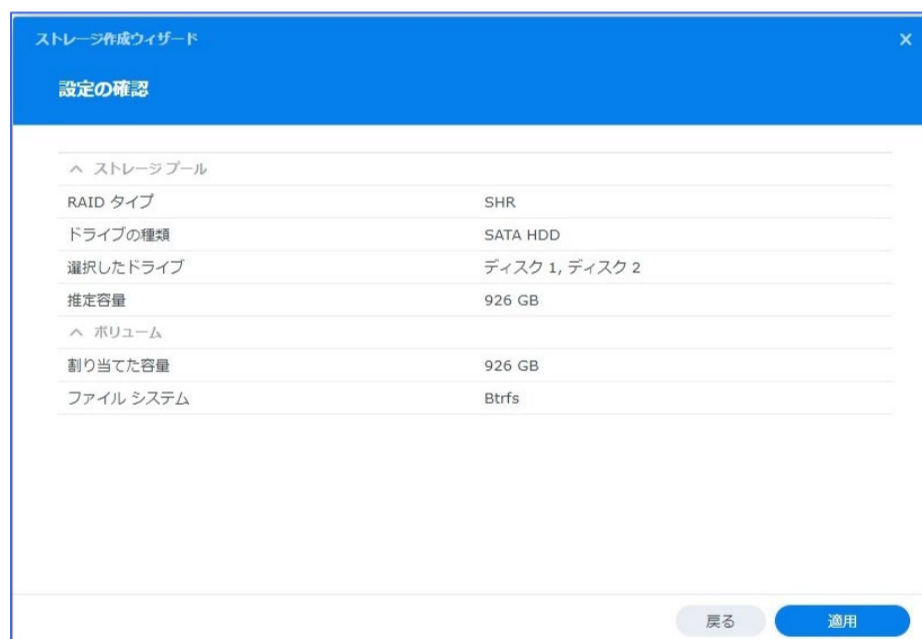 ストレージ作成ウィザード
設定の確認
ストレージ プール
RAID タイプ SHR
ドライブの種類 SATA HDD
選択したドライブ ディスク 1, ディスク 2
推定容量 926 GB
ボリューム
割り当てた容量 926 GB
ファイル システム Btrfs
戻る 適用